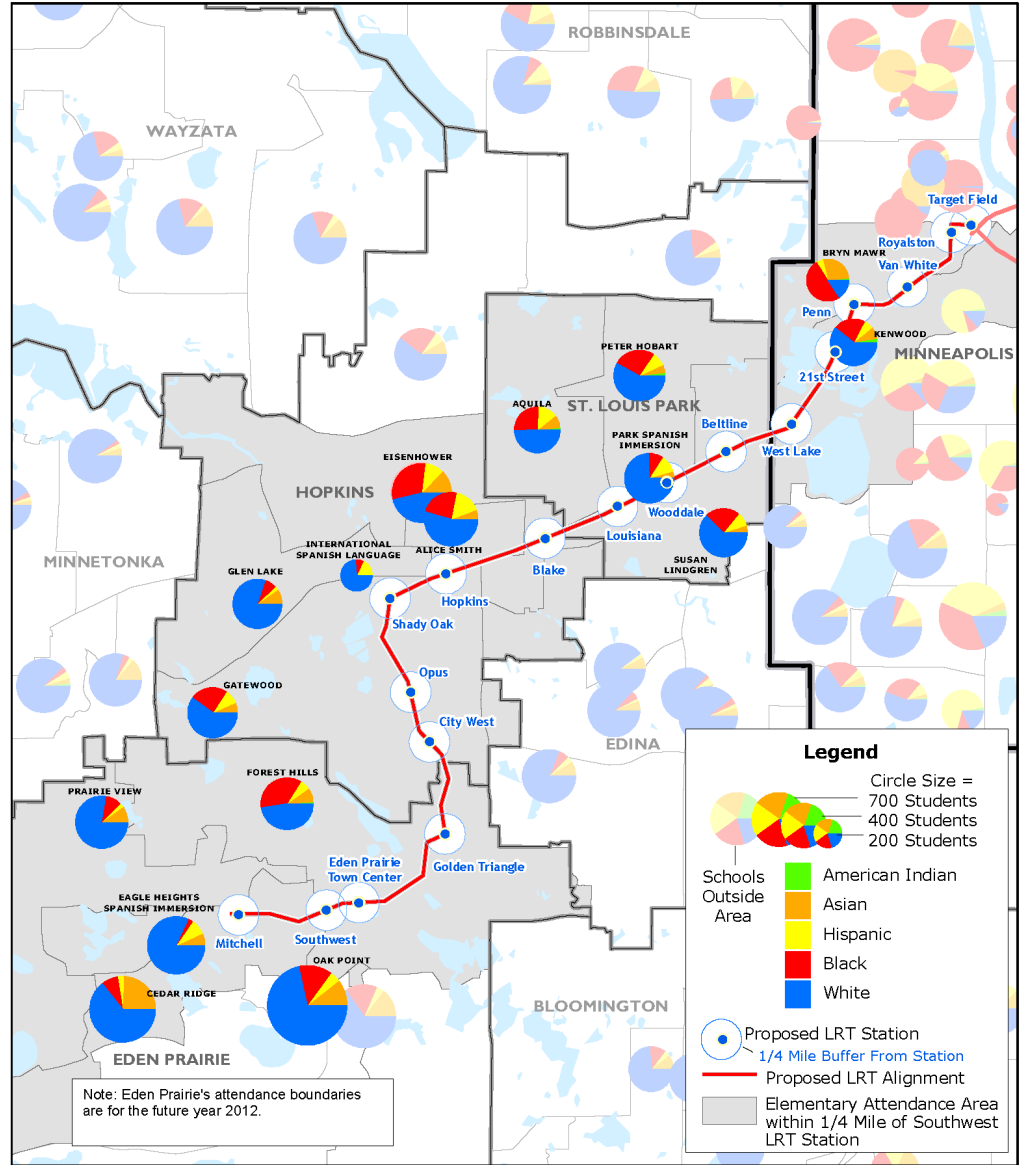 ROBBINSDALE
WAYZATA
Target Field
Royalston
BRYN MAWR
Van White
Penn
KENWOOD
PETER HOBART
MINNEAPOLIS
21st Street
AQUILA
ST. LOUIS PARK
Beltline
PARK SPANISH
IMMERSION
West Lake
EISENHOWER
HOPKINS
Wooddale
Louisiana
INTERNATIONAL
SPANISH LANGUAGE
ALICE SMITH
MINNETONKA
Blake
SUSAN
LINDGREN
GLEN LAKE
Hopkins
Shady Oak
Opus
GATEWOOD
City West
EDINA
FOREST HILLS
PRAIRIE VIEW
Golden Triangle
Eden Prairie
Town Center
EAGLE HEIGHTS
SPANISH IMMERSION
Mitchell
Southwest
OAK POINT
CEDAR RIDGE
BLOOMINGTON
EDEN PRAIRIE
Note: Eden Prairie's attendance boundaries
are for the future year 2012.
Legend
Circle Size =
700 Students
400 Students
200 Students
Schools
Outside
Area
American Indian
Asian
Hispanic
Black
White
Proposed LRT Station
1/4 Mile Buffer From Station
Proposed LRT Alignment
Elementary Attendance Area
within 1/4 Mile of Southwest
LRT Station